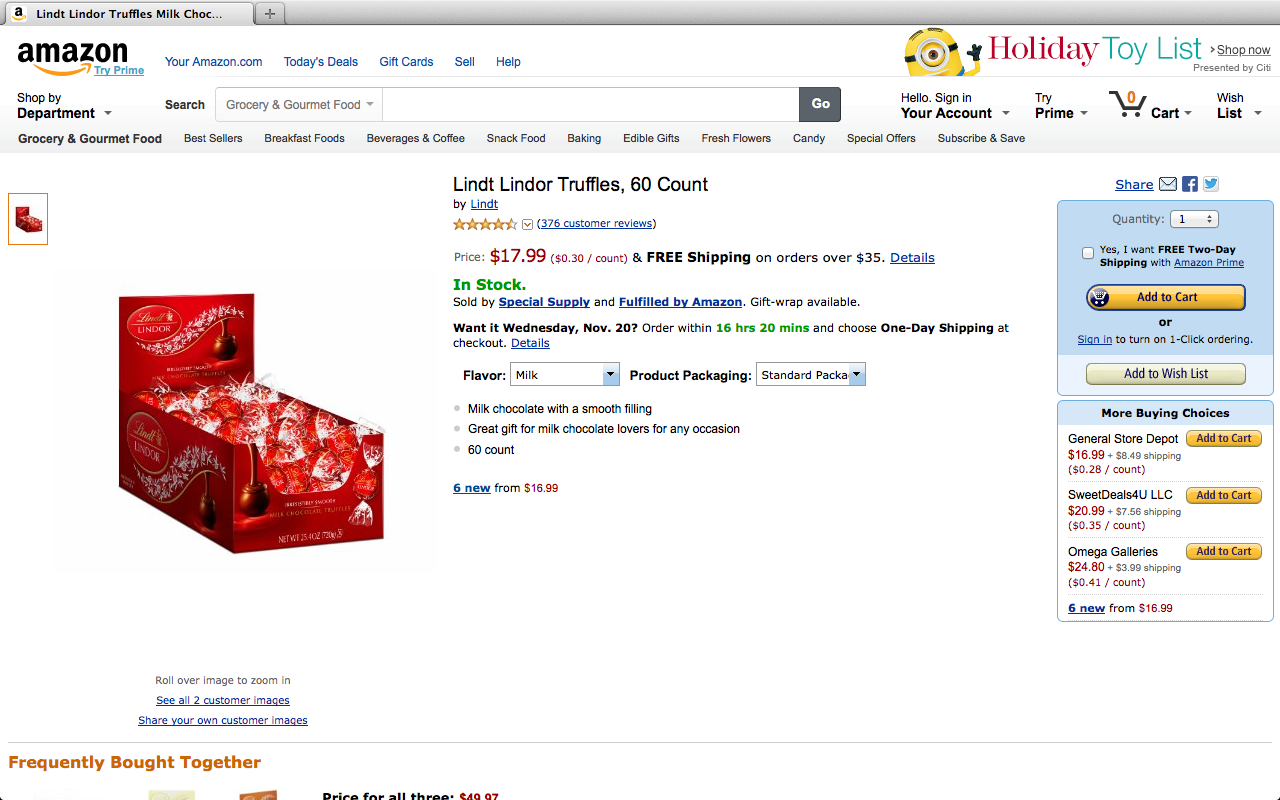 Lindt Lindor Truffles Milk Choc...
amazon
Try Prime
Your Amazon.com Today's Deals Gift Cards Sell Help
Holiday Toy List
Shop now
Presented by Citi
Shop by
Department
Search Grocery & Gourmet Food Go
Hello. Sign in
Your Account
Try
Prime
0
Cart
Wish
List
Grocery & Gourmet Food Best Sellers Breakfast Foods Beverages & Coffee Snack Food Baking Edible Gifts Fresh Flowers Candy Special Offers Subscribe & Save
Lindt
LINDOR
IRRESISTIBLY SMOOTH
MILK CHOCOLATE TRUFFLES
Lindt
LINDOR
IRRESISTIBLY SMOOTH
MILK CHOCOLATE TRUFFLES
NET WT 25.4 OZ (720g)
Roll over image to zoom in
See all 2 customer images
Share your own customer images
Lindt Lindor Truffles, 60 Count
by Lindt
(376 customer reviews)
Price: $17.99 ($0.30 / count) & FREE Shipping on orders over $35. Details
In Stock.
Sold by Special Supply and Fulfilled by Amazon. Gift-wrap available.
Want it Wednesday, Nov. 20? Order within 16 hrs 20 mins and choose One-Day Shipping at
checkout. Details
Flavor: Milk Product Packaging: Standard Packa
Milk chocolate with a smooth filling
Great gift for milk chocolate lovers for any occasion
60 count
6 new from $16.99
Share
Quantity: 1
Yes, I want FREE Two-Day
Shipping with Amazon Prime
Add to Cart
or
Sign in to turn on 1-Click ordering.
Add to Wish List
More Buying Choices
General Store Depot Add to Cart
$16.99 + $8.49 shipping
($0.28 / count)
SweetDeals4U LLC Add to Cart
$20.99 + $7.56 shipping
($0.35 / count)
Omega Galleries Add to Cart
$24.80 + $3.99 shipping
($0.41 / count)
6 new from $16.99
Frequently Bought Together
Price for all three: $49.97